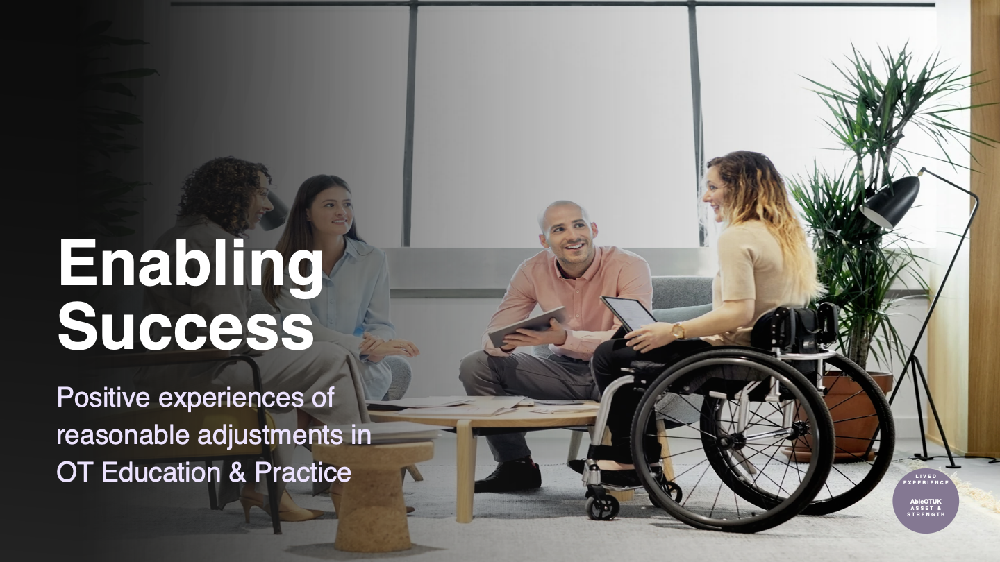 Enabling
Success
Positive experiences of
reasonable adjustments in
OT Education & Practice
LIVED
EXPERIENCE
AbleOTUK
ASSET &
STRENGTH